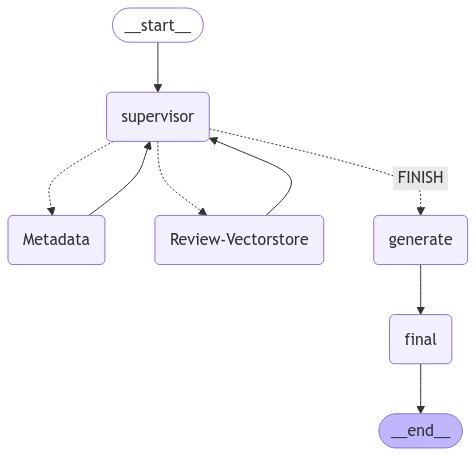 __start__
supervisor
FINISH
Metadata
Review-Vectorstore
generate
final
__end__